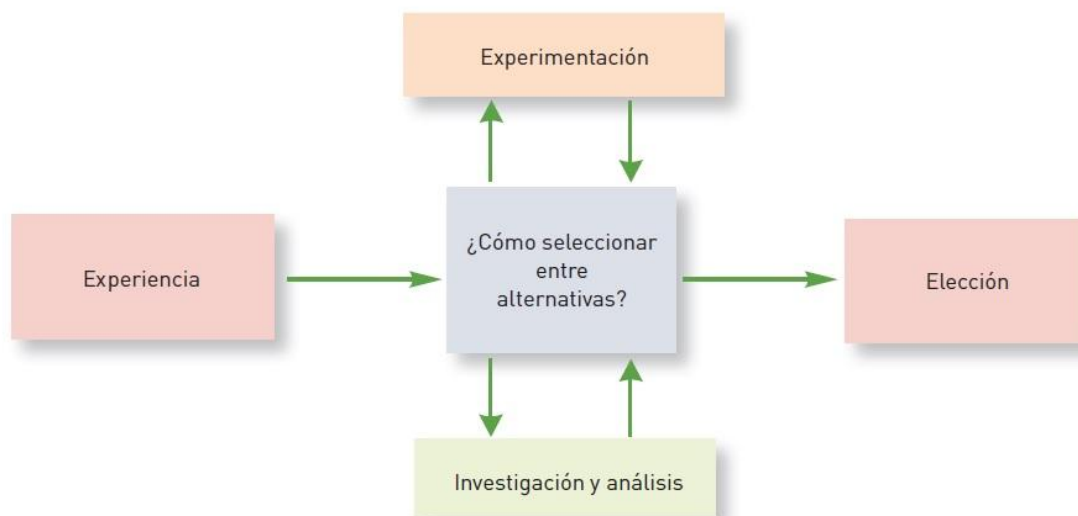 Experimentación
Experiencia
¿Cómo seleccionar
entre
alternativas?
Elección
Investigación y análisis